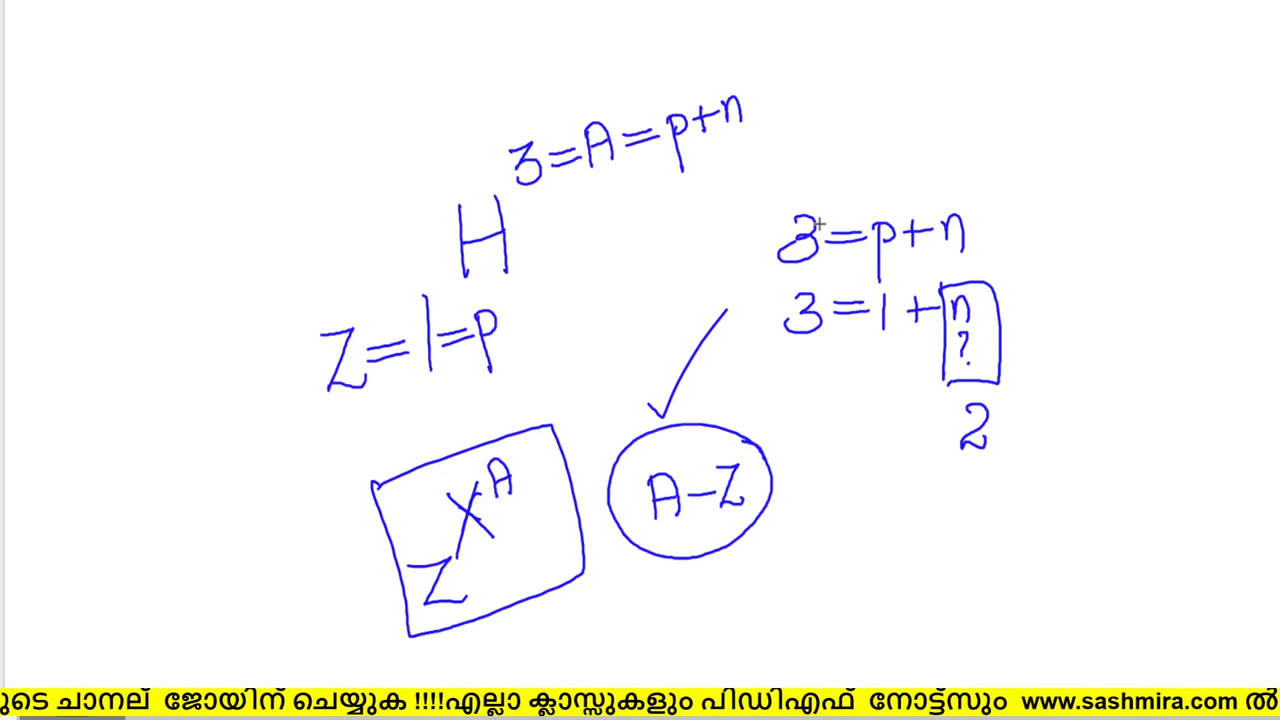 3=A=p+n
H
Z=1=p
3=p+n
3=1+n
?
2
X A
Z
A-Z
ുടെ ചാനല് ജോയിന് ചെയ്യുക !!!!എല്ലാ ക്ലാസ്സുകളും പിഡിഎഫ് നോട്ട്സും www.sashmira.com ല്